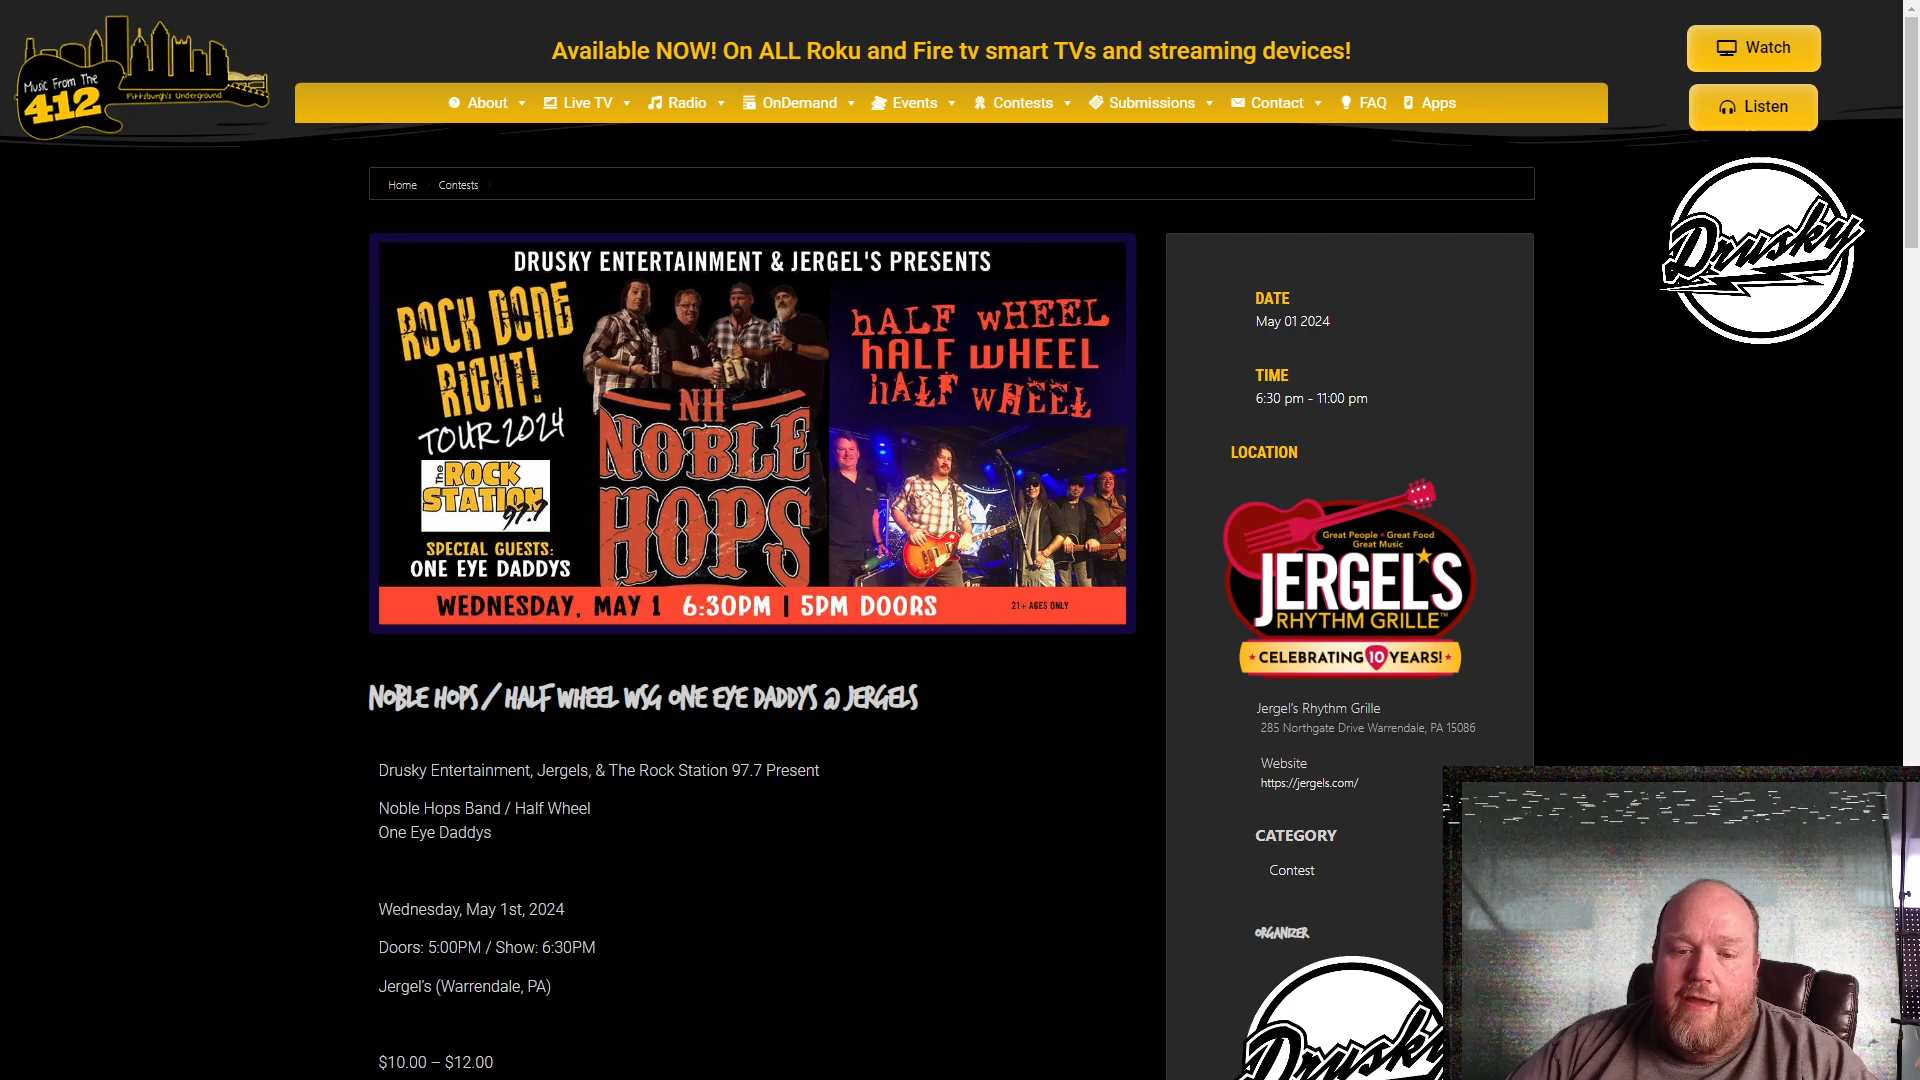 Available NOW! On ALL Roku and Fire tv smart TVs and streaming devices!
Watch
Listen
Music From The
412
Pittsburgh's Underground
About
Live TV
Radio
OnDemand
Events
Contests
Submissions
Contact
FAQ
Apps
Home
Contests
Drusky
DRUSKY ENTERTAINMENT & JERGEL'S PRESENTS
ROCK DONE
RIGHT!
TOUR 2024
The ROCK
STATION
97.7
SPECIAL GUESTS:
ONE EYE DADDYS
NH
NOBLE
HOPS
HALF WHEEL
HALF WHEEL
HALF WHEEL
WEDNESDAY, MAY 1 6:30PM | 5PM DOORS
21+ AGES ONLY
NOBLE HOPS / HALF WHEEL WSG ONE EYE DADDYS @ JERGELS
Drusky Entertainment, Jergels, & The Rock Station 97.7 Present
Noble Hops Band / Half Wheel
One Eye Daddys
Wednesday, May 1st, 2024
Doors: 5:00PM / Show: 6:30PM
Jergel's (Warrendale, PA)
$10.00 – $12.00
DATE
May 01 2024
TIME
6:30 pm - 11:00 pm
LOCATION
Great People • Great Food
Great Music
JERGEL'S
RHYTHM GRILLE™
CELEBRATING 10 YEARS!
Jergel's Rhythm Grille
285 Northgate Drive Warrendale, PA 15086
Website
https://jergels.com/
CATEGORY
Contest
ORGANIZER
Drusky